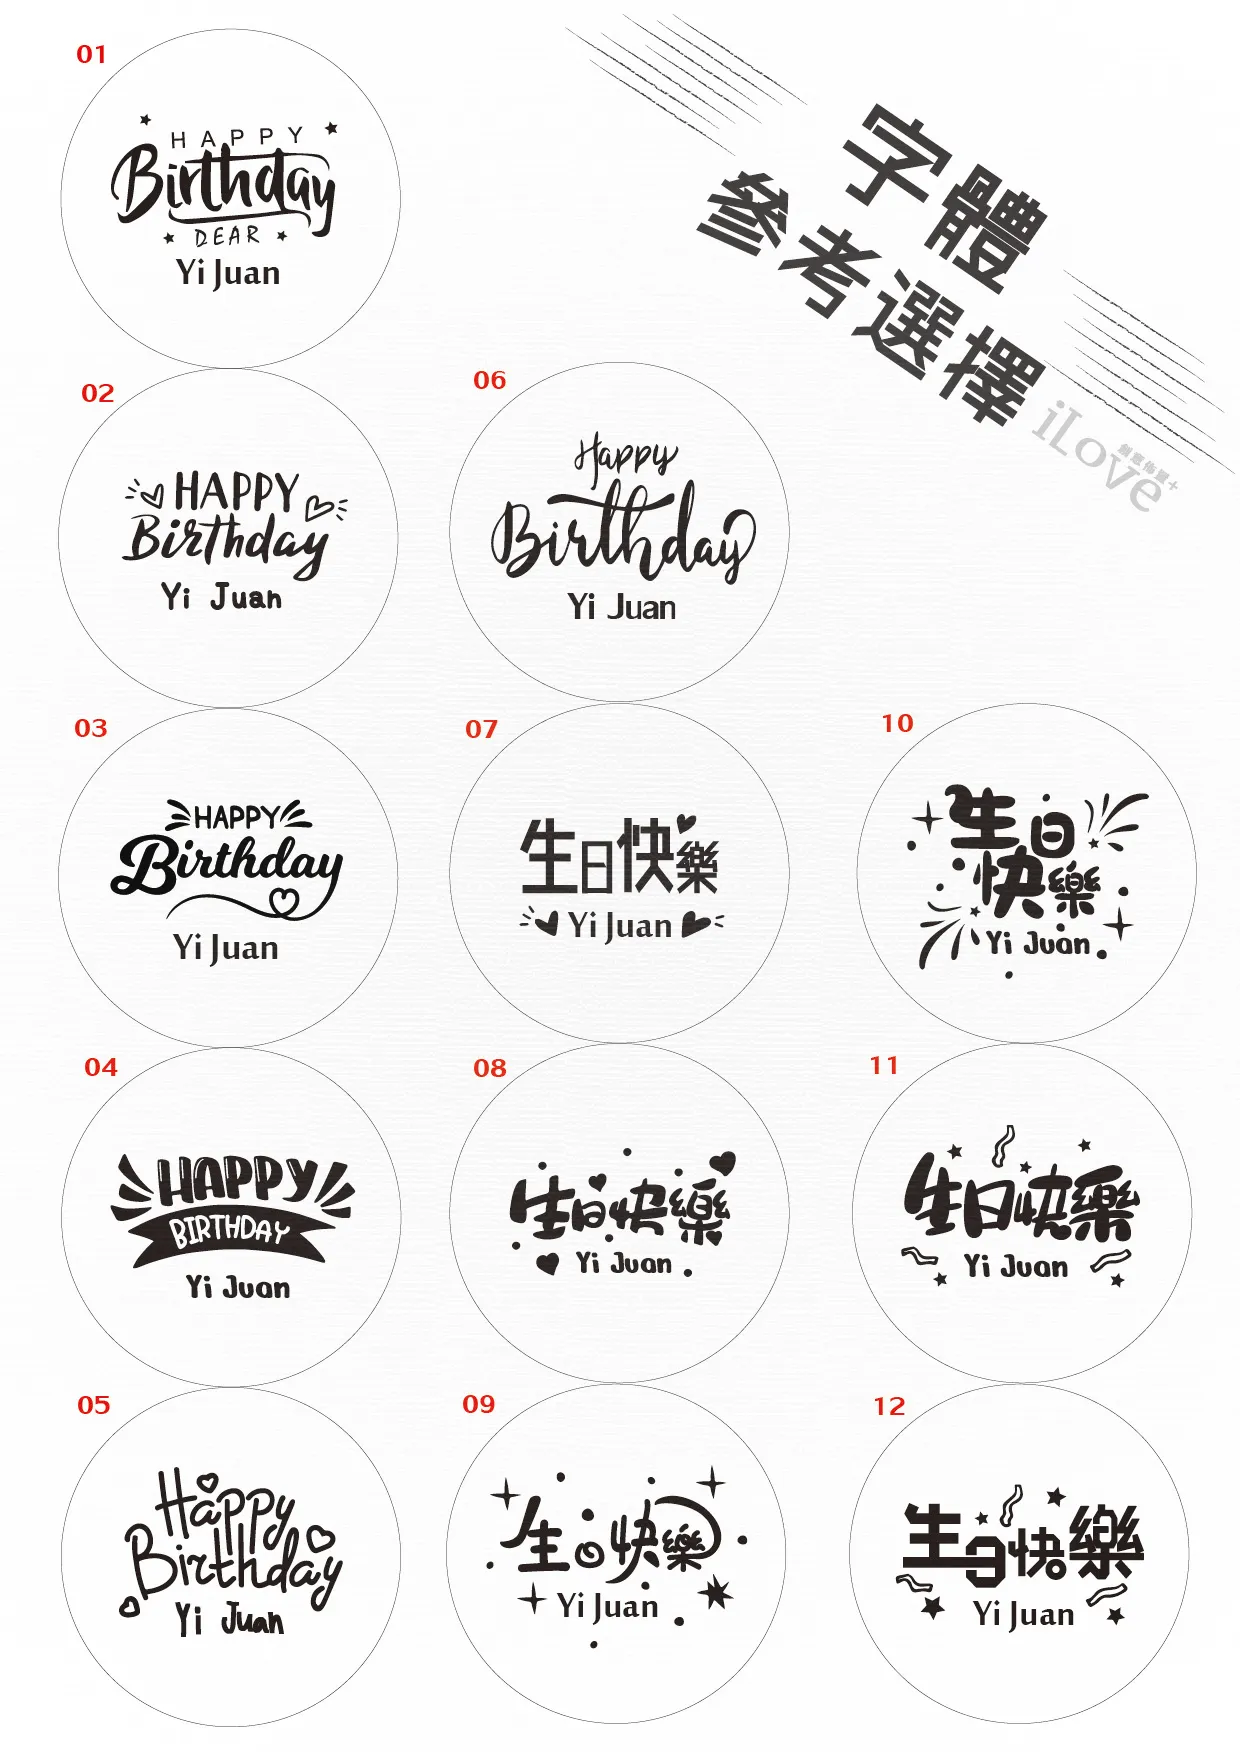 字體
參考選擇
iLove
創意佈置+
01
HAPPY
Birthday
DEAR
Yi Juan
02
HAPPY
Birthday
Yi Juan
03
HAPPY
Birthday
Yi Juan
04
HAPPY
BIRTHDAY
Yi Juan
05
Happy
Birthday
Yi Juan
06
Happy
Birthday
Yi Juan
07
生日快樂
Yi Juan
08
生日快樂
Yi Juan
09
生日快樂
Yi Juan
10
生日
快樂
Yi Juan
11
生日快樂
Yi Juan
12
生日快樂
Yi Juan